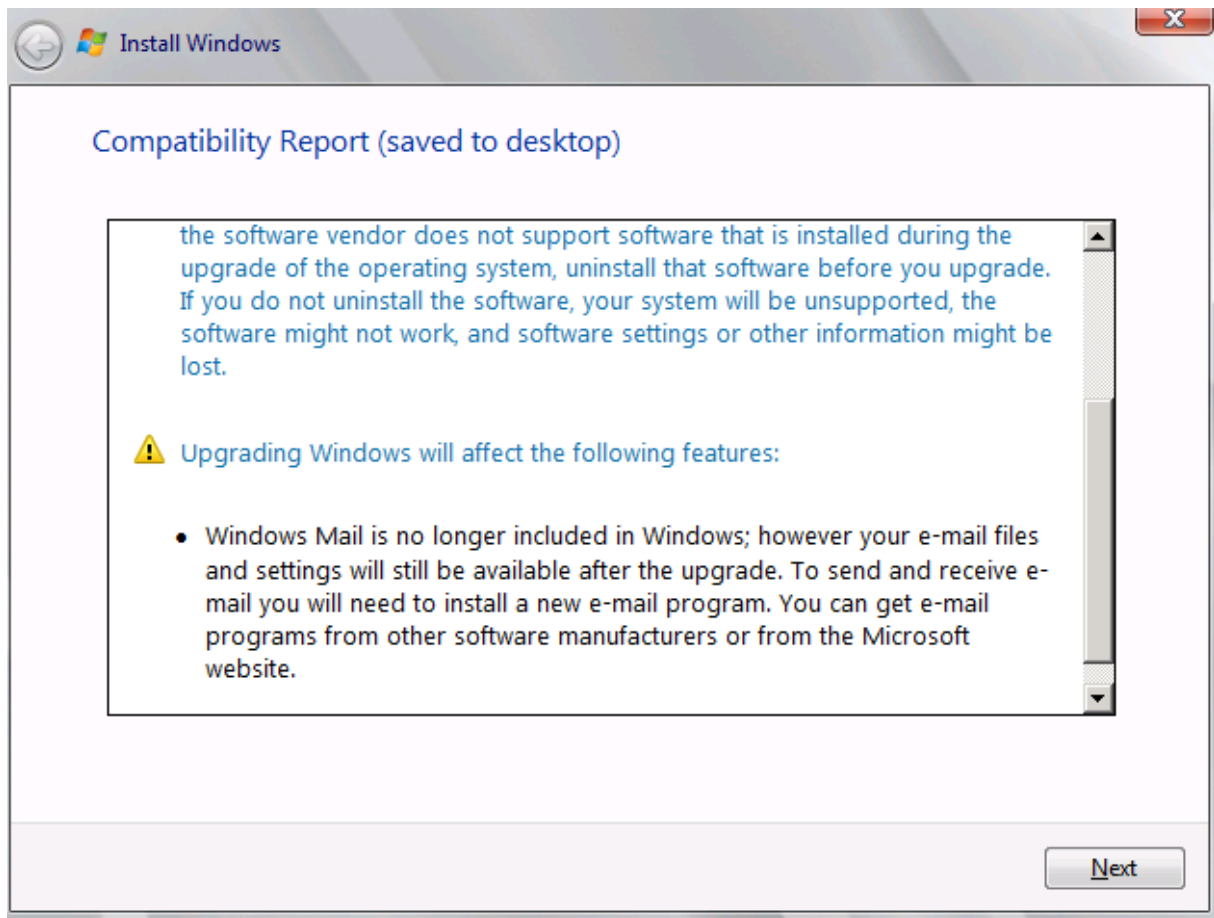 Install Windows
Compatibility Report (saved to desktop)
the software vendor does not support software that is installed during the
upgrade of the operating system, uninstall that software before you upgrade.
If you do not uninstall the software, your system will be unsupported, the
software might not work, and software settings or other information might be
lost.
Upgrading Windows will affect the following features:
• Windows Mail is no longer included in Windows; however your e-mail files
and settings will still be available after the upgrade. To send and receive e-
mail you will need to install a new e-mail program. You can get e-mail
programs from other software manufacturers or from the Microsoft
website.
Next